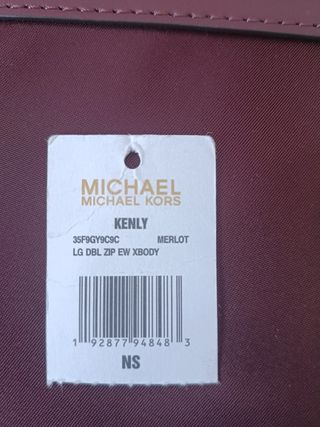 MICHAEL
MICHAEL KORS
KENLY
35F9GY9C9C MERLOT
LG DBL ZIP EW XBODY
1 92877 94848 3
NS